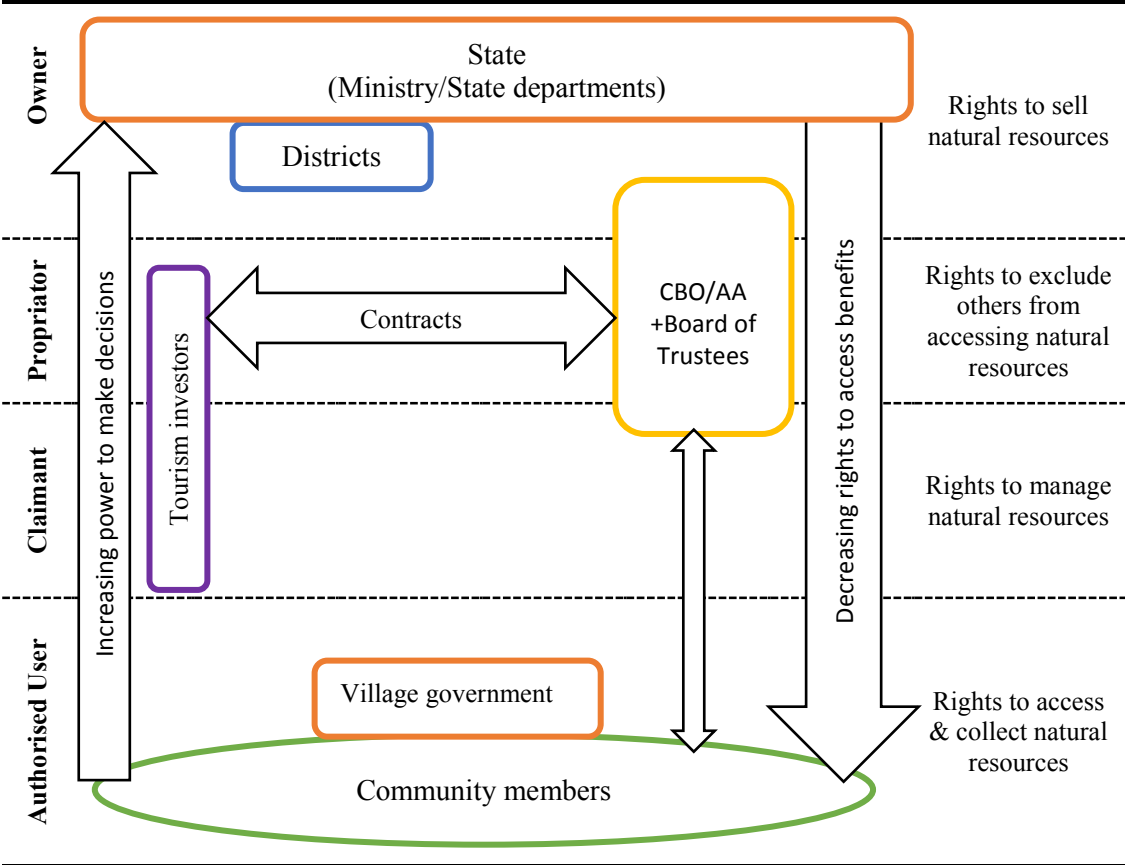 Owner
State
(Ministry/State departments)
Districts
Rights to sell
natural resources
Propriator
Tourism investors
Contracts
CBO/AA
+Board of
Trustees
Rights to exclude
others from
accessing natural
resources
Increasing power to make decisions
Decreasing rights to access benefits
Claimant
Rights to manage
natural resources
Authorised User
Village government
Community members
Rights to access
& collect natural
resources